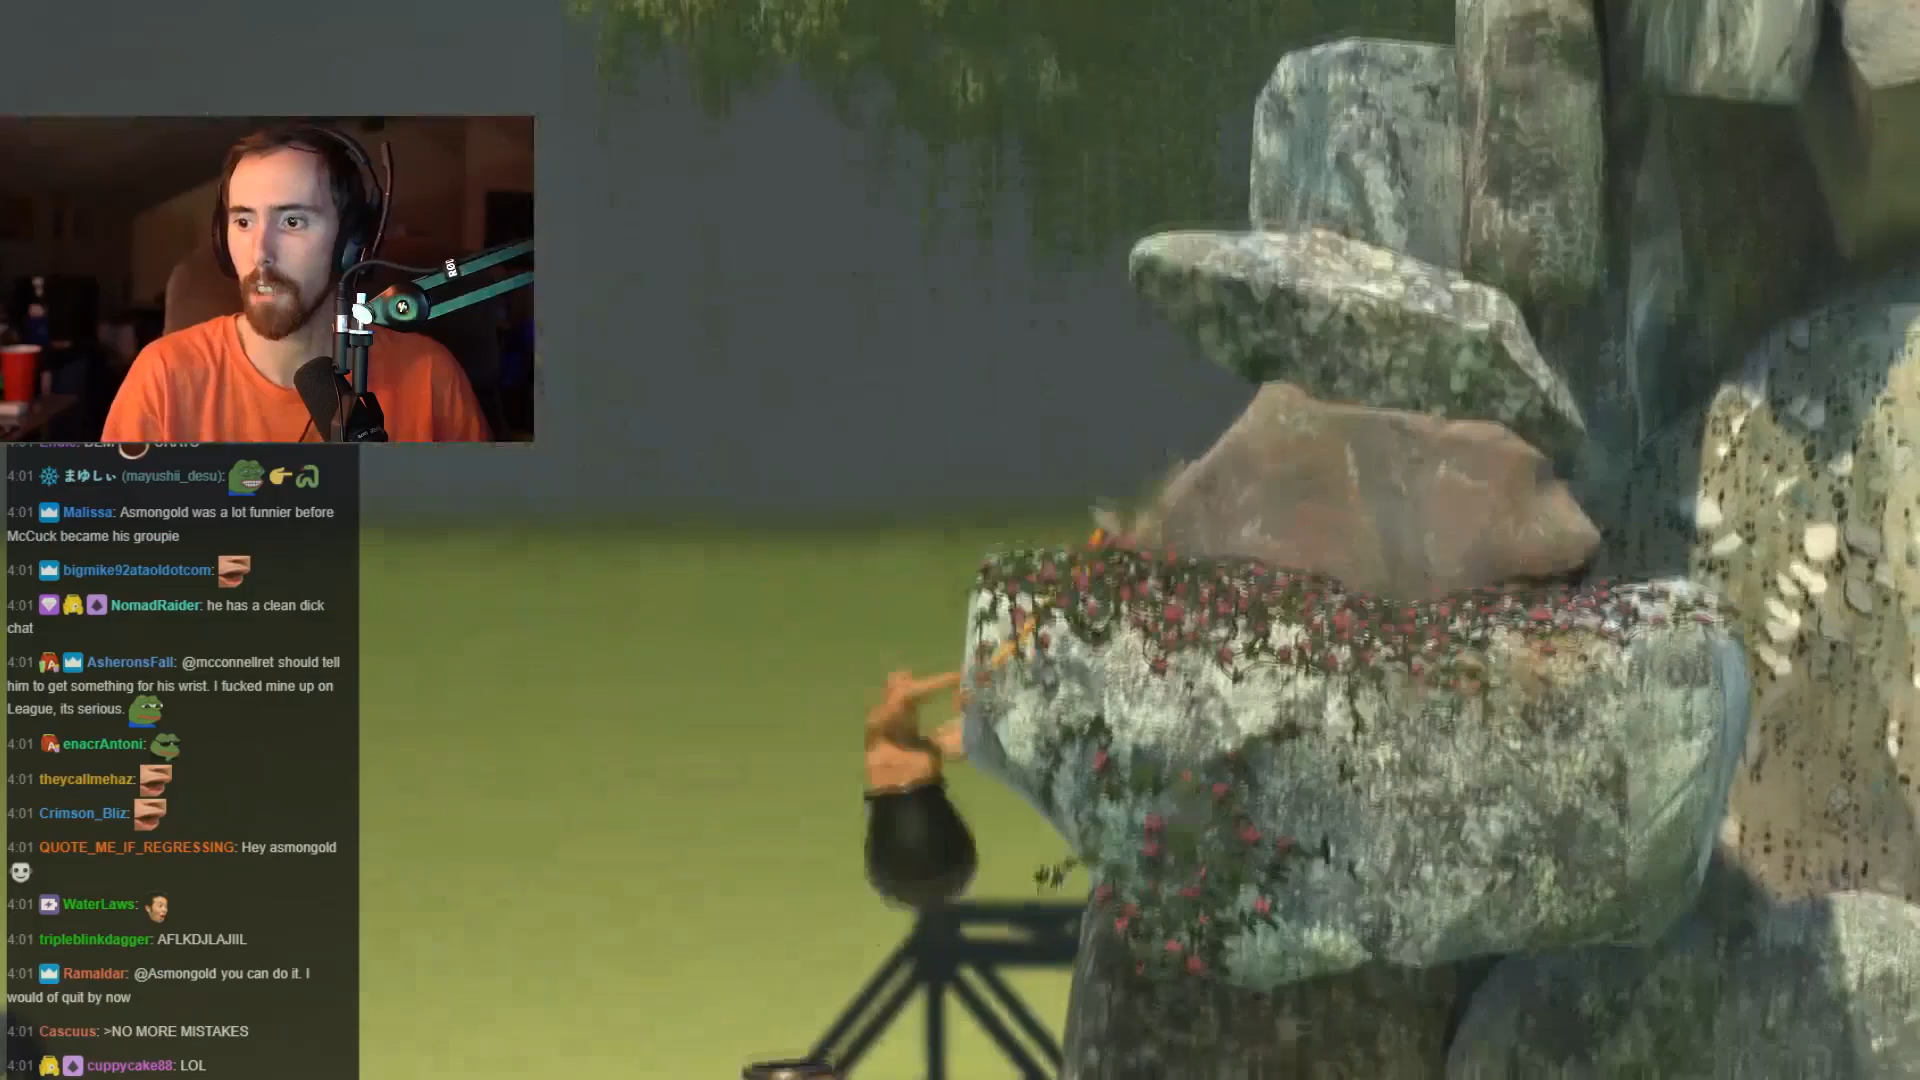 4:01 まゆしぃ (mayushii_desu):
4:01 Malissa: Asmongold was a lot funnier before
McCuck became his groupie
4:01 bigmike92ataoldotcom:
4:01 NomadRaider: he has a clean dick
chat
4:01 AsheronsFall: @mcconnellret should tell
him to get something for his wrist. I fucked mine up on
League, its serious.
4:01 enacrAntoni:
4:01 theycallmehaz:
4:01 Crimson_Bliz:
4:01 QUOTE_ME_IF_REGRESSING: Hey asmongold
4:01 WaterLaws:
4:01 tripleblinkdagger: AFLKDJLAJIIL
4:01 Ramaldar: @Asmongold you can do it. I
would of quit by now
4:01 Cascuus: >NO MORE MISTAKES
4:01 cuppycake88: LOL